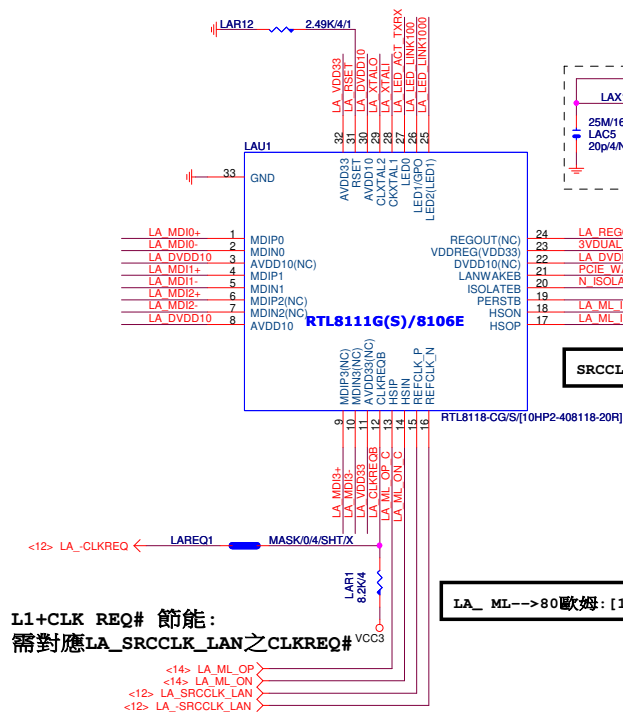 LAR12 2.49K/4/1
LA_VDD33
LA_RSET
LA_DVDD10
LA_XTALO
LA_XTALI
LA_LED_ACT_TXRX
LA_LED_LINK100
LA_LED_LINK1000
32 31 30 29 28 27 26 25
LAX
25M/16
LAC5
20p/4/N
LAU1
AVDD33
RSET
AVDD10
CLXTAL2
CKXTAL1
LED0
LED1/GPO
LED2(LED1)
33 GND
LA_MDI0+ 1 MDIP0
LA_MDI0- 2 MDIN0
LA_DVDD10 3 AVDD10(NC)
LA_MDI1+ 4 MDIP1
LA_MDI1- 5 MDIN1
LA_MDI2+ 6 MDIP2(NC)
LA_MDI2- 7 MDIN2(NC)
LA_DVDD10 8 AVDD10
REGOUT(NC) 24 LA_REGO
VDDREG(VDD33) 23 3VDUAL
DVDD10(NC) 22 LA_DVDD
LANWAKEB 21 PCIE_WA
ISOLATEB 20 N_ISOLA
PERSTB 19
HSON 18 LA_ML_I
HSOP 17 LA_ML_I
RTL8111G(S)/8106E
MDIP3(NC)
MDIN3(NC)
AVDD33(NC)
CLKREQB
HSIP
HSIN
REFCLK_P
REFCLK_N
SRCCL
RTL8118-CG/S/[10HP2-408118-20R]
9 10 11 12 13 14 15 16
LA_MDI3+
LA_MDI3-
LA_VDD33
LA_CLKREQB
LA_ML_OP_C
LA_ML_ON_C
<12> LA_-CLKREQ LAREQ1 MASK/0/4/SHT/X
LAR1
8.2K/4
VCC3
LA_ ML-->80歐姆:[1
L1+CLK REQ# 節能:
需對應LA_SRCCLK_LAN之CLKREQ#
<14> LA_ML_OP
<14> LA_ML_ON
<12> LA_SRCCLK_LAN
<12> LA_-SRCCLK_LAN